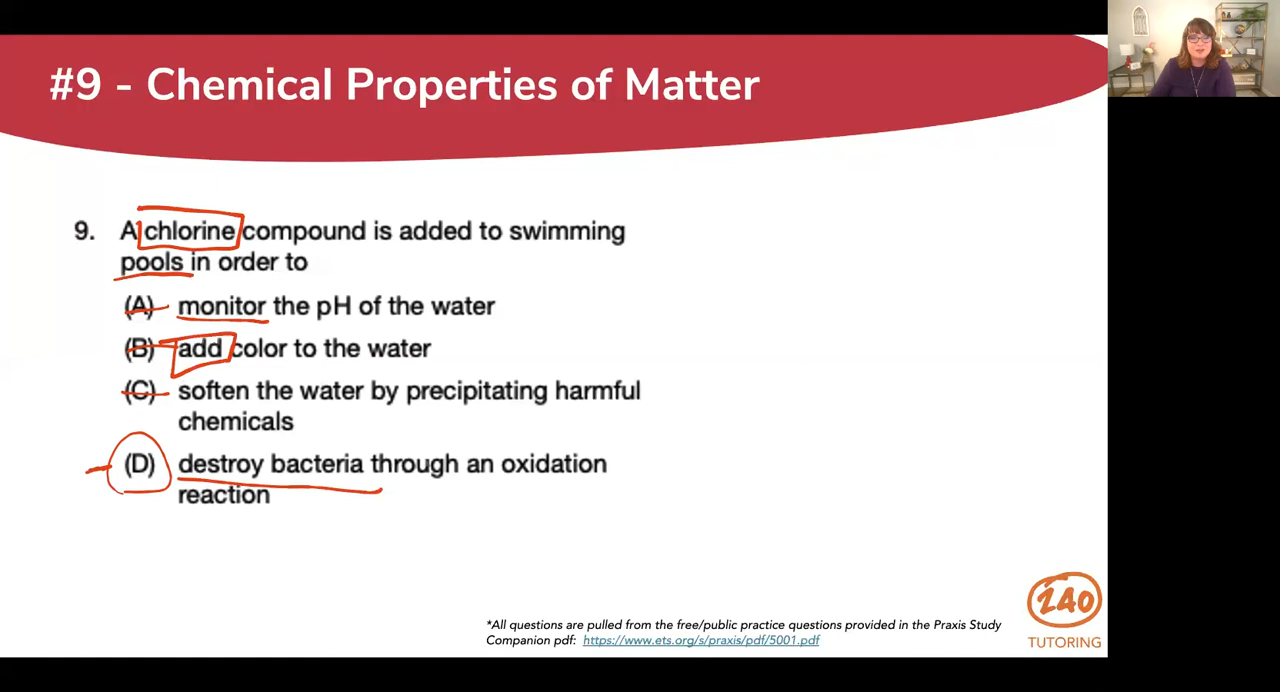 #9 - Chemical Properties of Matter
9. A chlorine compound is added to swimming
pools in order to
(A) monitor the pH of the water
(B) add color to the water
(C) soften the water by precipitating harmful
chemicals
(D) destroy bacteria through an oxidation
reaction
240
TUTORING
*All questions are pulled from the free/public practice questions provided in the Praxis Study
Companion pdf: https://www.ets.org/s/praxis/pdf/5001.pdf